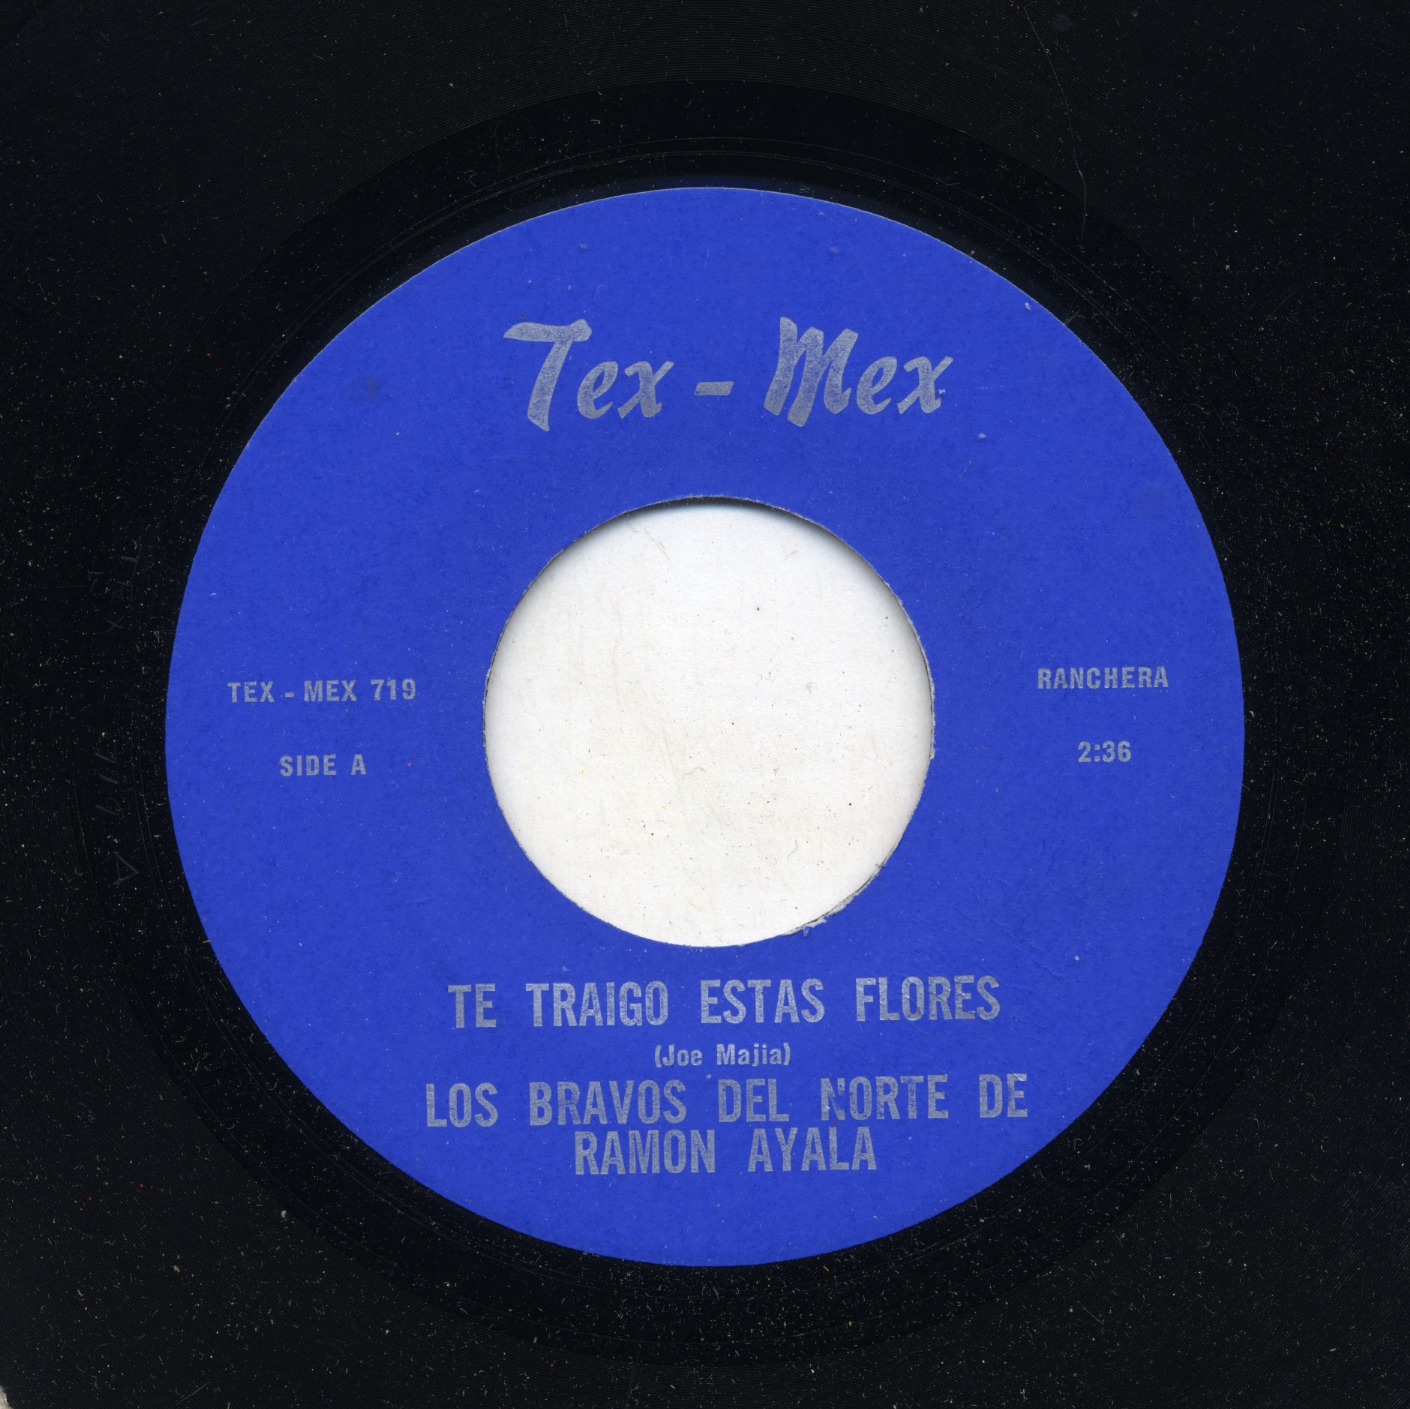 Tex - Mex
TEX - MEX 719
RANCHERA
SIDE A
2:36
TE TRAIGO ESTAS FLORES
(Joe Majia)
LOS BRAVOS DEL NORTE DE
RAMON AYALA